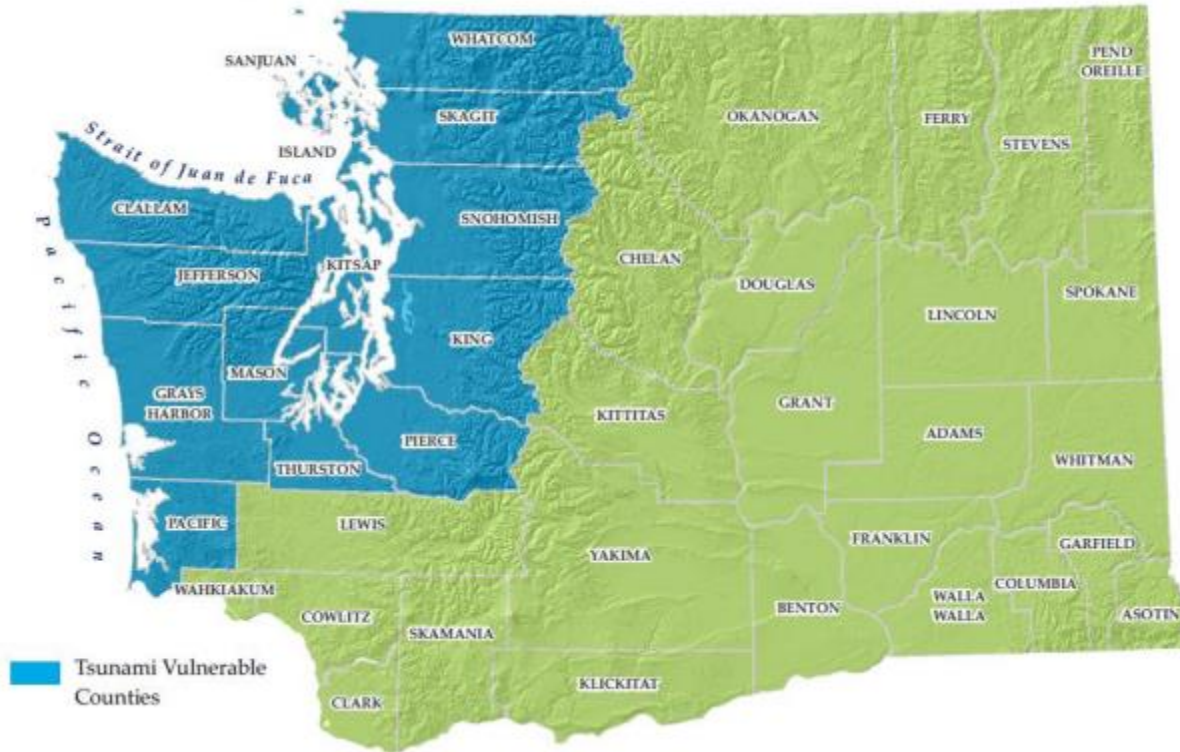 WHATCOM
SANJUAN
PEND
OREILLE
SKAGIT
OKANOGAN
FERRY
STEVENS
ISLAND
Strait of Juan de Fuca
CLALLAM
SNOHOMISH
Pacific Ocean
JEFFERSON
KITSAP
CHELAN
DOUGLAS
SPOKANE
LINCOLN
KING
MASON
GRAYS
HARBOR
KITTITAS
GRANT
ADAMS
PIERCE
WHITMAN
THURSTON
PACIFIC
LEWIS
YAKIMA
FRANKLIN
GARFIELD
WAHKIAKUM
COLUMBIA
COWLITZ
BENTON
WALLA
WALLA
ASOTIN
SKAMANIA
Tsunami Vulnerable
Counties
KLICKITAT
CLARK